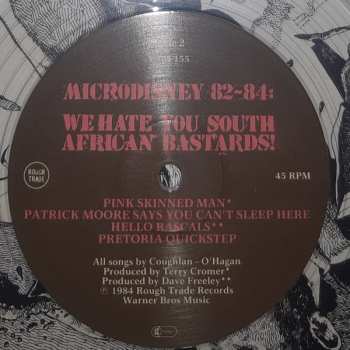 2
155
MICRODISNEY 82~84:
WE HATE YOU SOUTH
AFRICAN BASTARDS!
ROUGH
TRADE
45 RPM
PINK SKINNED MAN*
PATRICK MOORE SAYS YOU CAN'T SLEEP HERE
HELLO RASCALS**
PRETORIA QUICKSTEP
All songs by Coughlan – O'Hagan.
Produced by Terry Cromer*
Produced by Dave Freeley**
℗ 1984 Rough Trade Records
Warner Bros Music